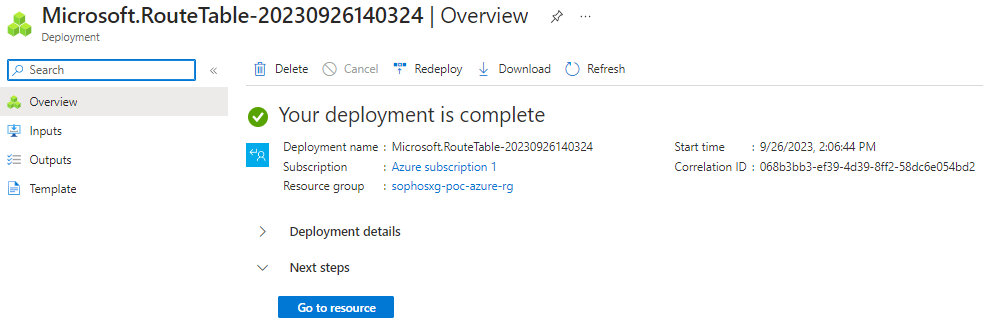 Microsoft.RouteTable-20230926140324 | Overview
Deployment
Search
Delete Cancel Redeploy Download Refresh
Overview
Inputs
Outputs
Template
Your deployment is complete
Deployment name : Microsoft.RouteTable-20230926140324
Subscription : Azure subscription 1
Resource group : sophosxg-poc-azure-rg
Start time : 9/26/2023, 2:06:44 PM
Correlation ID : 068b3bb3-ef39-4d39-8ff2-58dc6e054bd2
Deployment details
Next steps
Go to resource